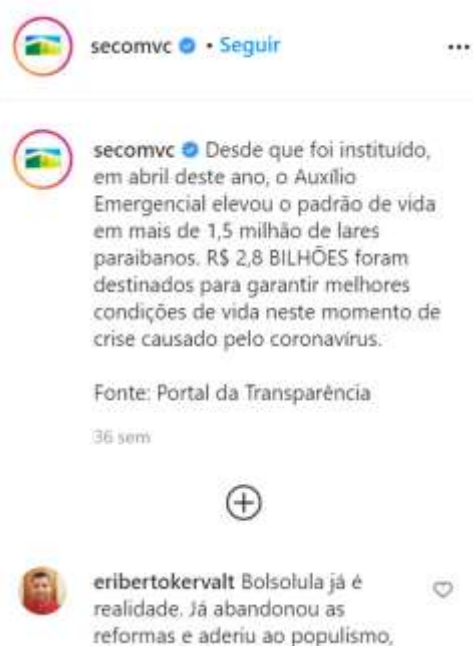 secomvc • Seguir
secomvc Desde que foi instituído,
em abril deste ano, o Auxílio
Emergencial elevou o padrão de vida
em mais de 1,5 milhão de lares
paraibanos. R$ 2,8 BILHÕES foram
destinados para garantir melhores
condições de vida neste momento de
crise causado pelo coronavírus.
Fonte: Portal da Transparência
36 sem
eribertokervalt Bolsolula já é
realidade. Já abandonou as
reformas e aderiu ao populismo,